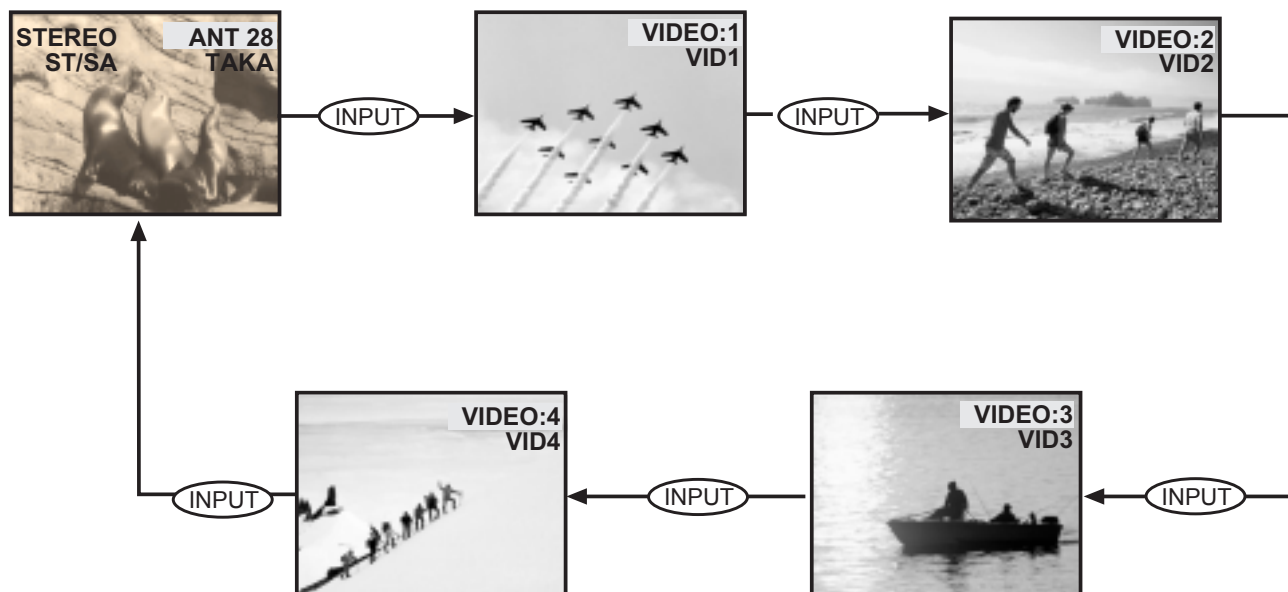 STEREO ANT 28
ST/SA TAKA
INPUT
VIDEO:1
VID1
INPUT
VIDEO:2
VID2
INPUT
VIDEO:3
VID3
INPUT
VIDEO:4
VID4
INPUT